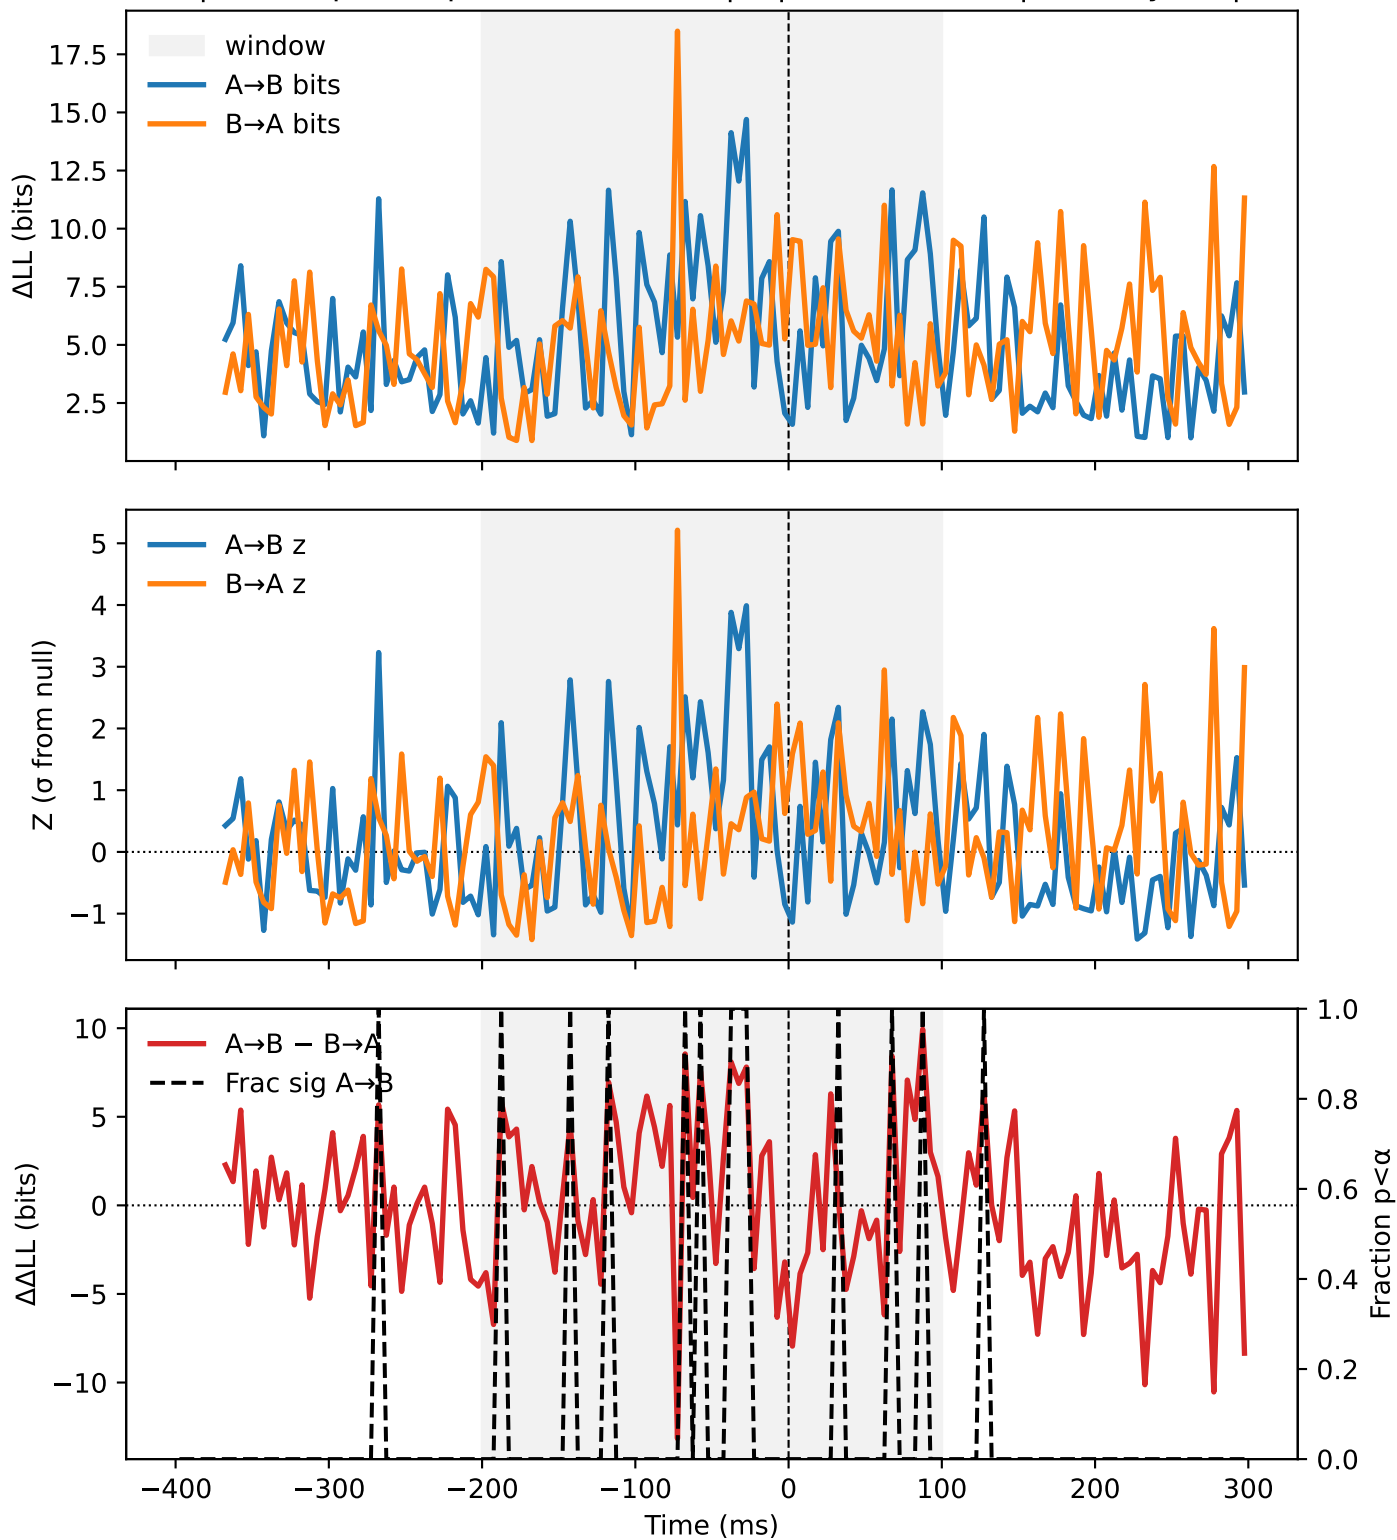 17.5
15.0
12.5
10.0
7.5
5.0
2.5
ΔLL (bits)
window
A→B bits
B→A bits
5
4
3
2
1
0
−1
Z (σ from null)
A→B z
B→A z
10
5
0
−5
−10
ΔΔLL (bits)
A→B − B→A
Frac sig A→B
1.0
0.8
0.6
0.4
0.2
0.0
Fraction p<α
−400 −300 −200 −100 0 100 200 300
Time (ms)